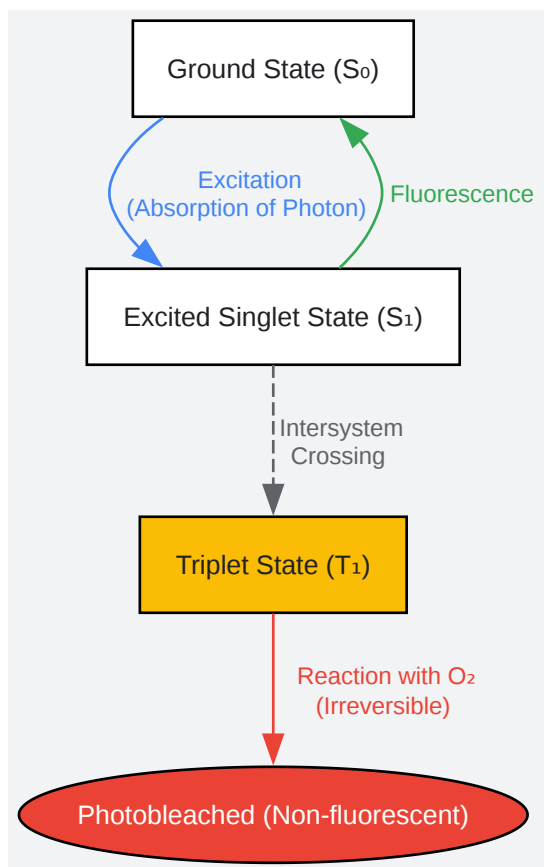 Ground State (S₀)
Excitation
(Absorption of Photon)
Fluorescence
Excited Singlet State (S₁)
Intersystem
Crossing
Triplet State (T₁)
Reaction with O₂
(Irreversible)
Photobleached (Non-fluorescent)